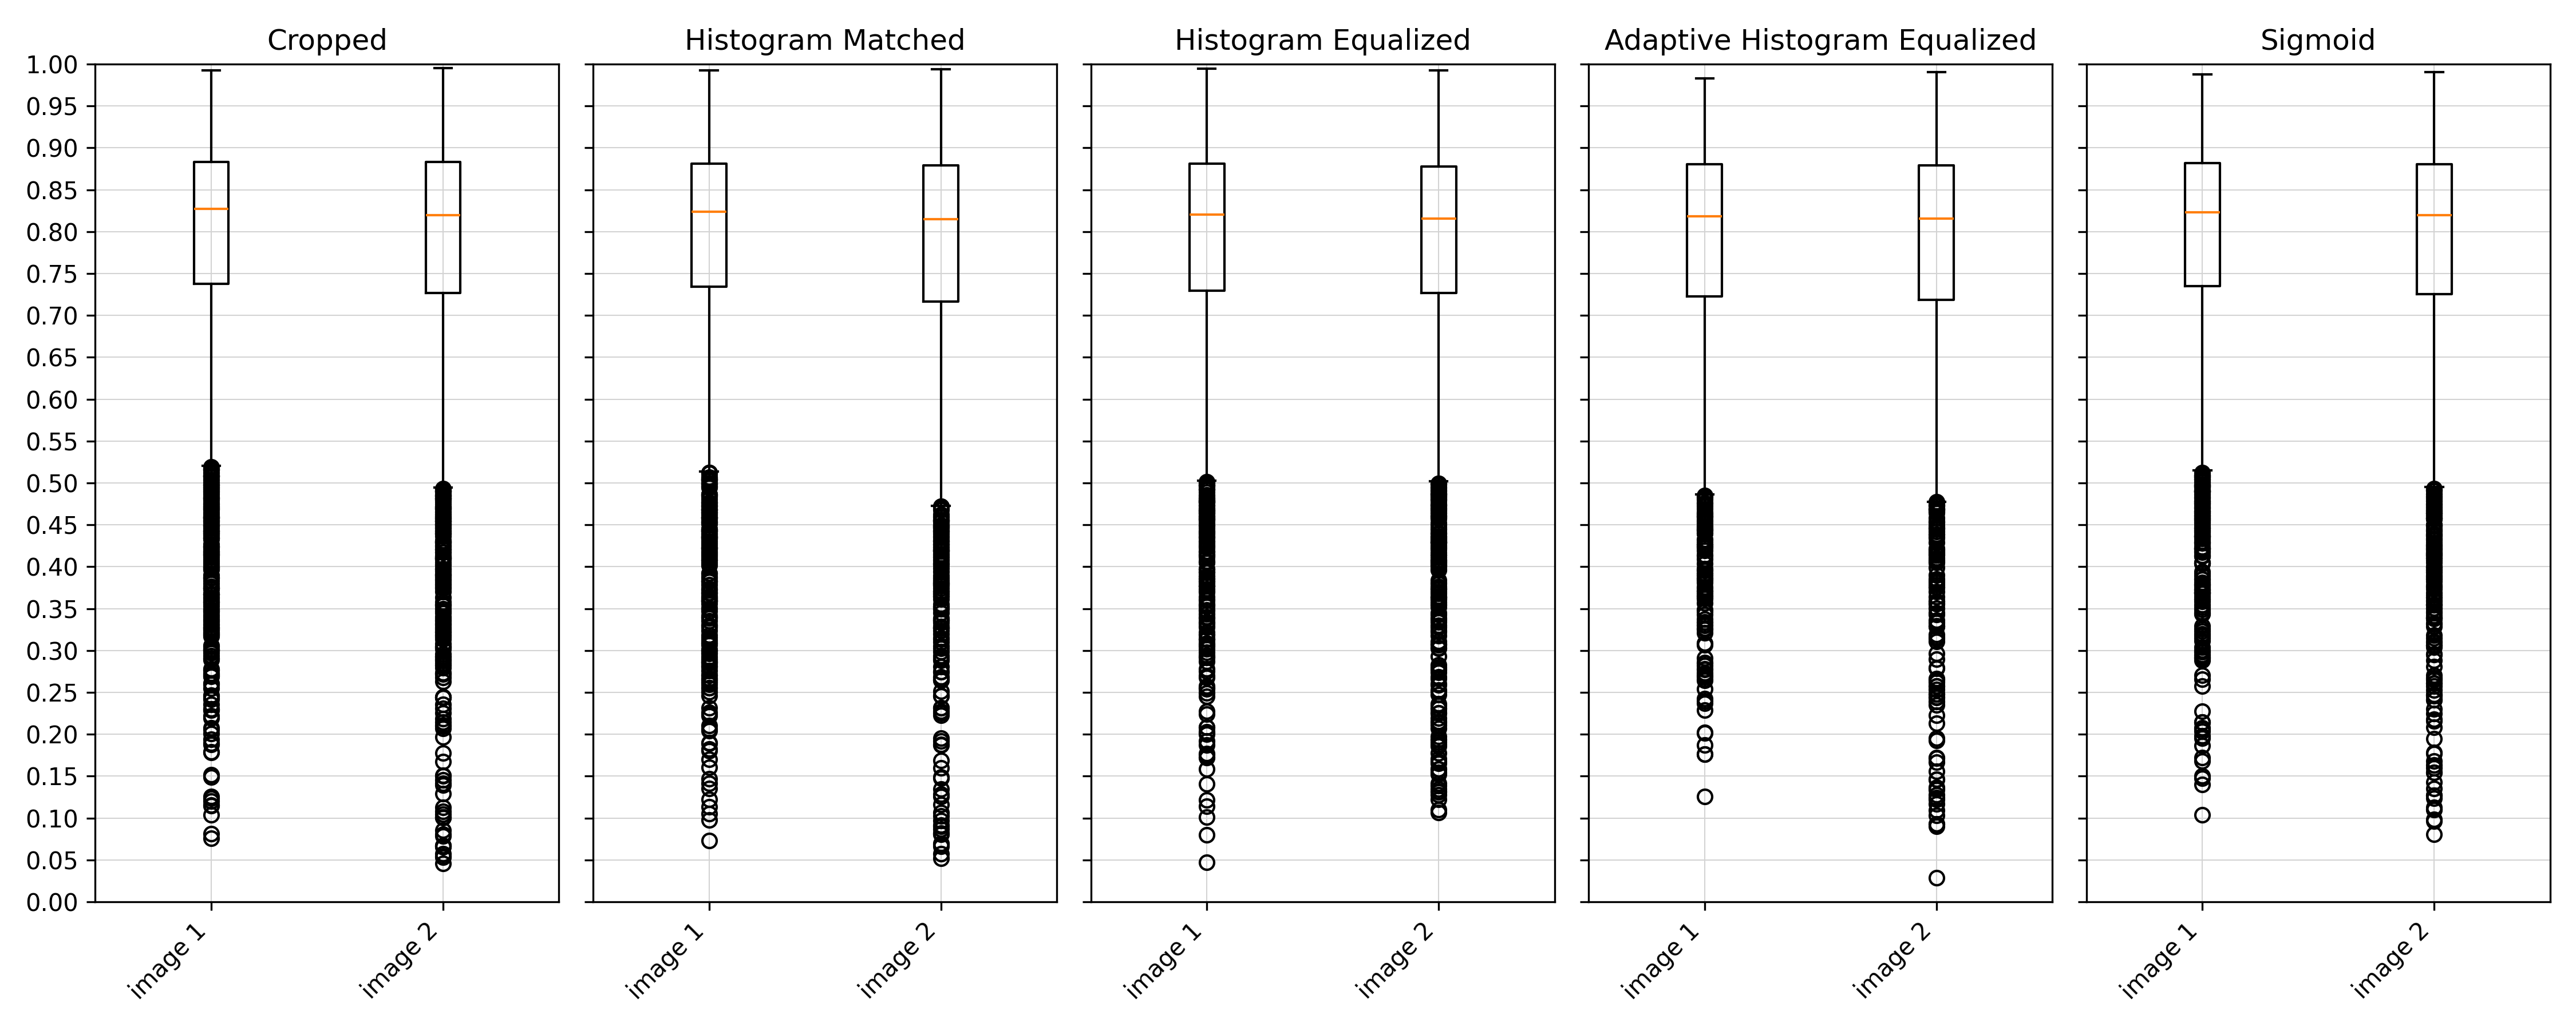 Cropped
Histogram Matched
Histogram Equalized
Adaptive Histogram Equalized
Sigmoid
1.00
0.95
0.90
0.85
0.80
0.75
0.70
0.65
0.60
0.55
0.50
0.45
0.40
0.35
0.30
0.25
0.20
0.15
0.10
0.05
0.00
image 1
image 2
image 1
image 2
image 1
image 2
image 1
image 2
image 1
image 2